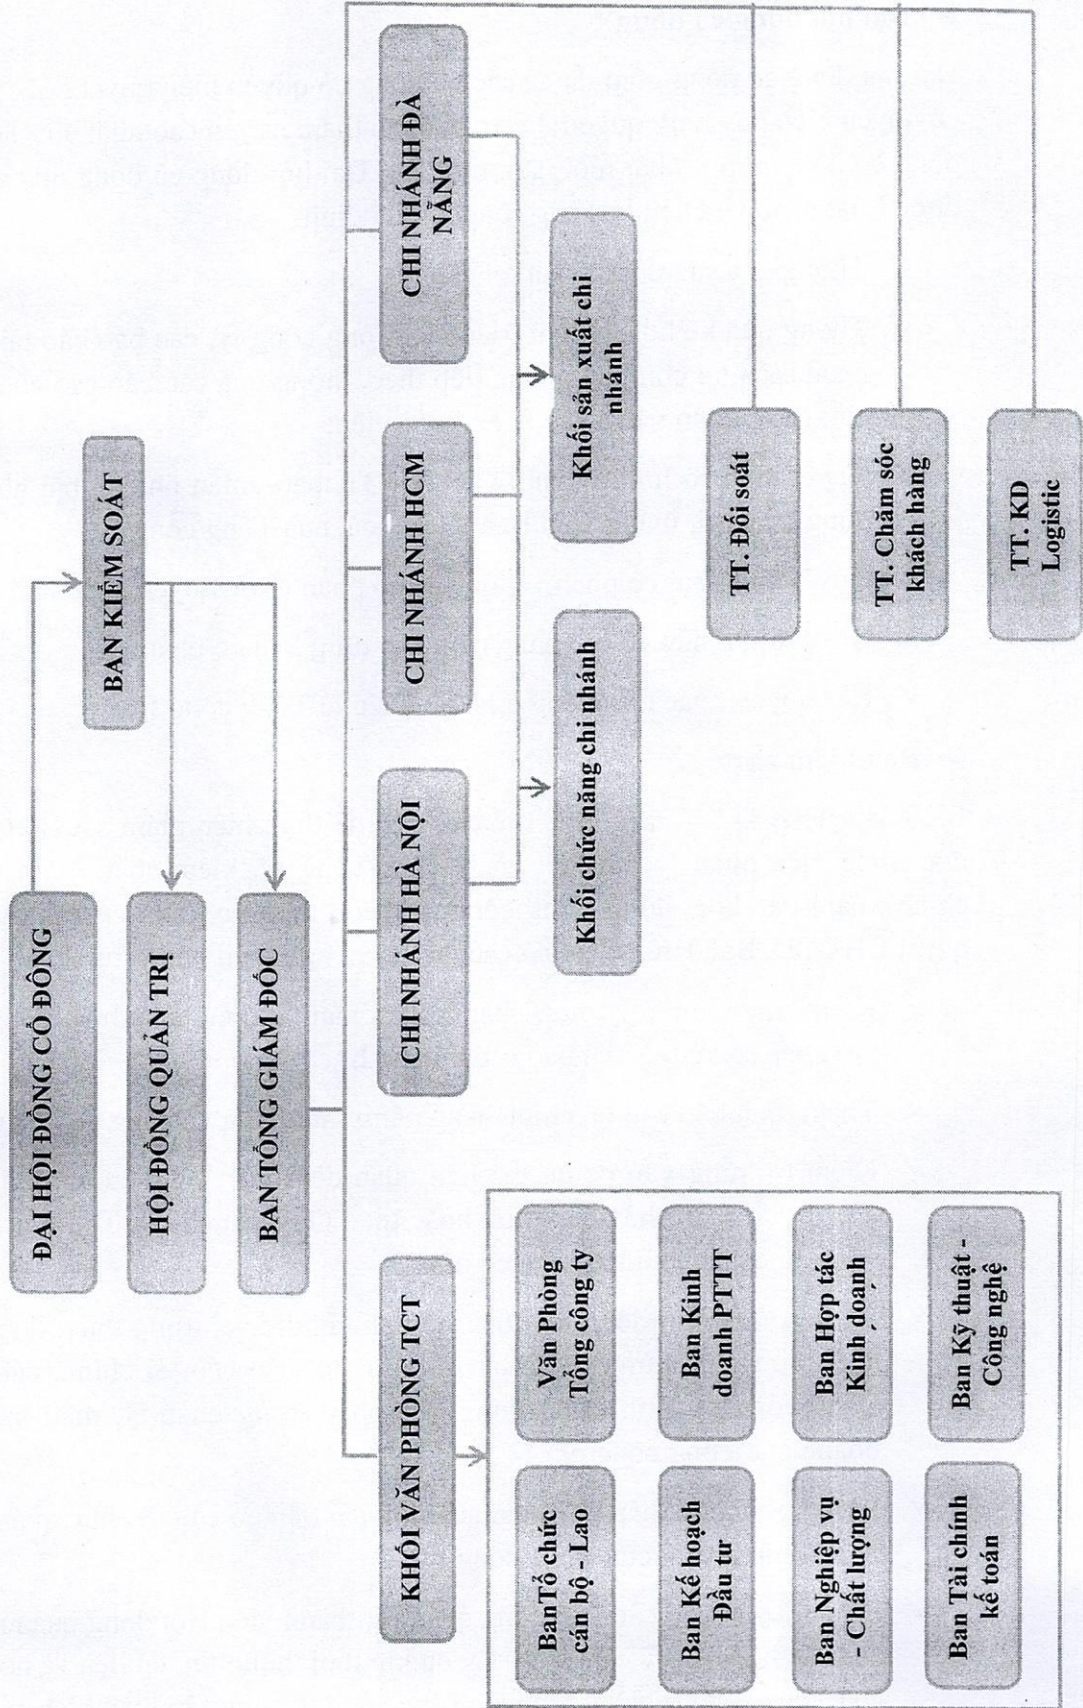 ĐẠI HỘI ĐỒNG CỔ ĐÔNG
BAN KIỂM SOÁT
HỘI ĐỒNG QUẢN TRỊ
BAN TỔNG GIÁM ĐỐC
KHỐI VĂN PHÒNG TCT
CHI NHÁNH HÀ NỘI
CHI NHÁNH HCM
CHI NHÁNH ĐÀ
NẴNG
Khối chức năng chi nhánh
Khối sản xuất chi
nhánh
BanTổ chức
cán bộ - Lao
Văn Phòng
Tổng công ty
Ban Kế hoạch
Đầu tư
Ban Kinh
doanh PTTT
Ban Nghiệp vụ
- Chất lượng
Ban Hợp tác
Kinh doanh
Ban Tài chính
kế toán
Ban Kỹ thuật -
Công nghệ
TT. Đối soát
TT. Chăm sóc
khách hàng
TT. KD
Logistic